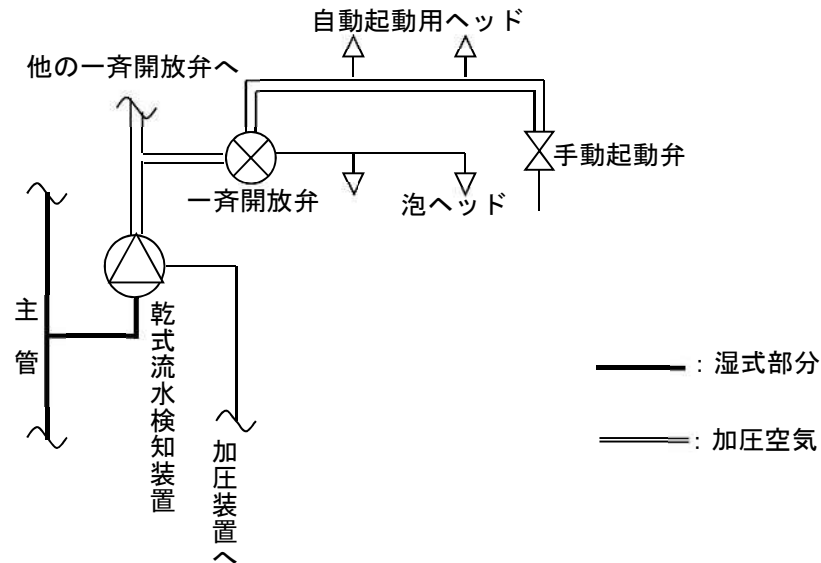 自動起動用ヘッド
他の一斉開放弁へ
手動起動弁
一斉開放弁
泡ヘッド
主管
乾式流水検知装置
加圧装置へ
：湿式部分
：加圧空気